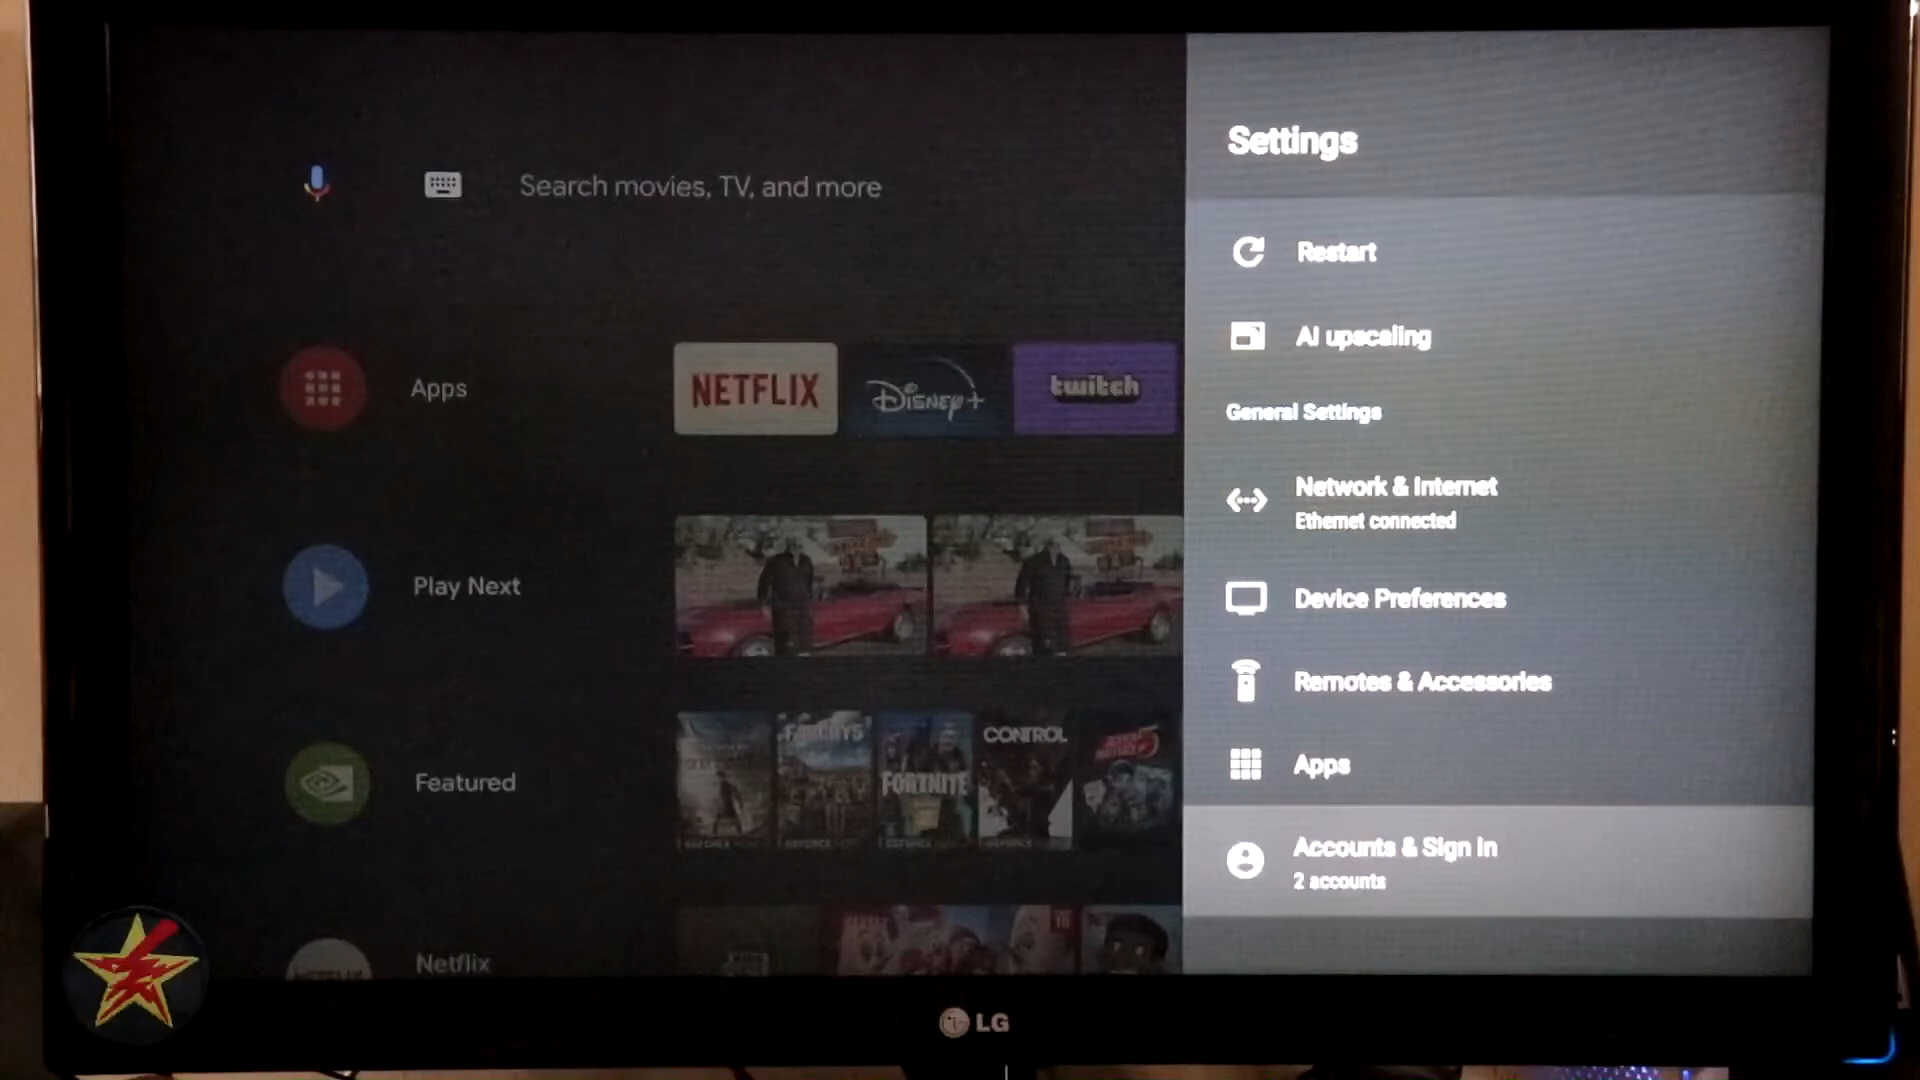 Settings
Search movies, TV, and more
Restart
AI upscaling
General Settings
Apps
NETFLIX
Disney+
twitch
Network & Internet
Ethernet connected
Play Next
Device Preferences
Remotes & Accessories
Featured
FARCRY5
FORTNITE
CONTROL
Apps
Accounts & Sign In
2 accounts
Netflix
LG